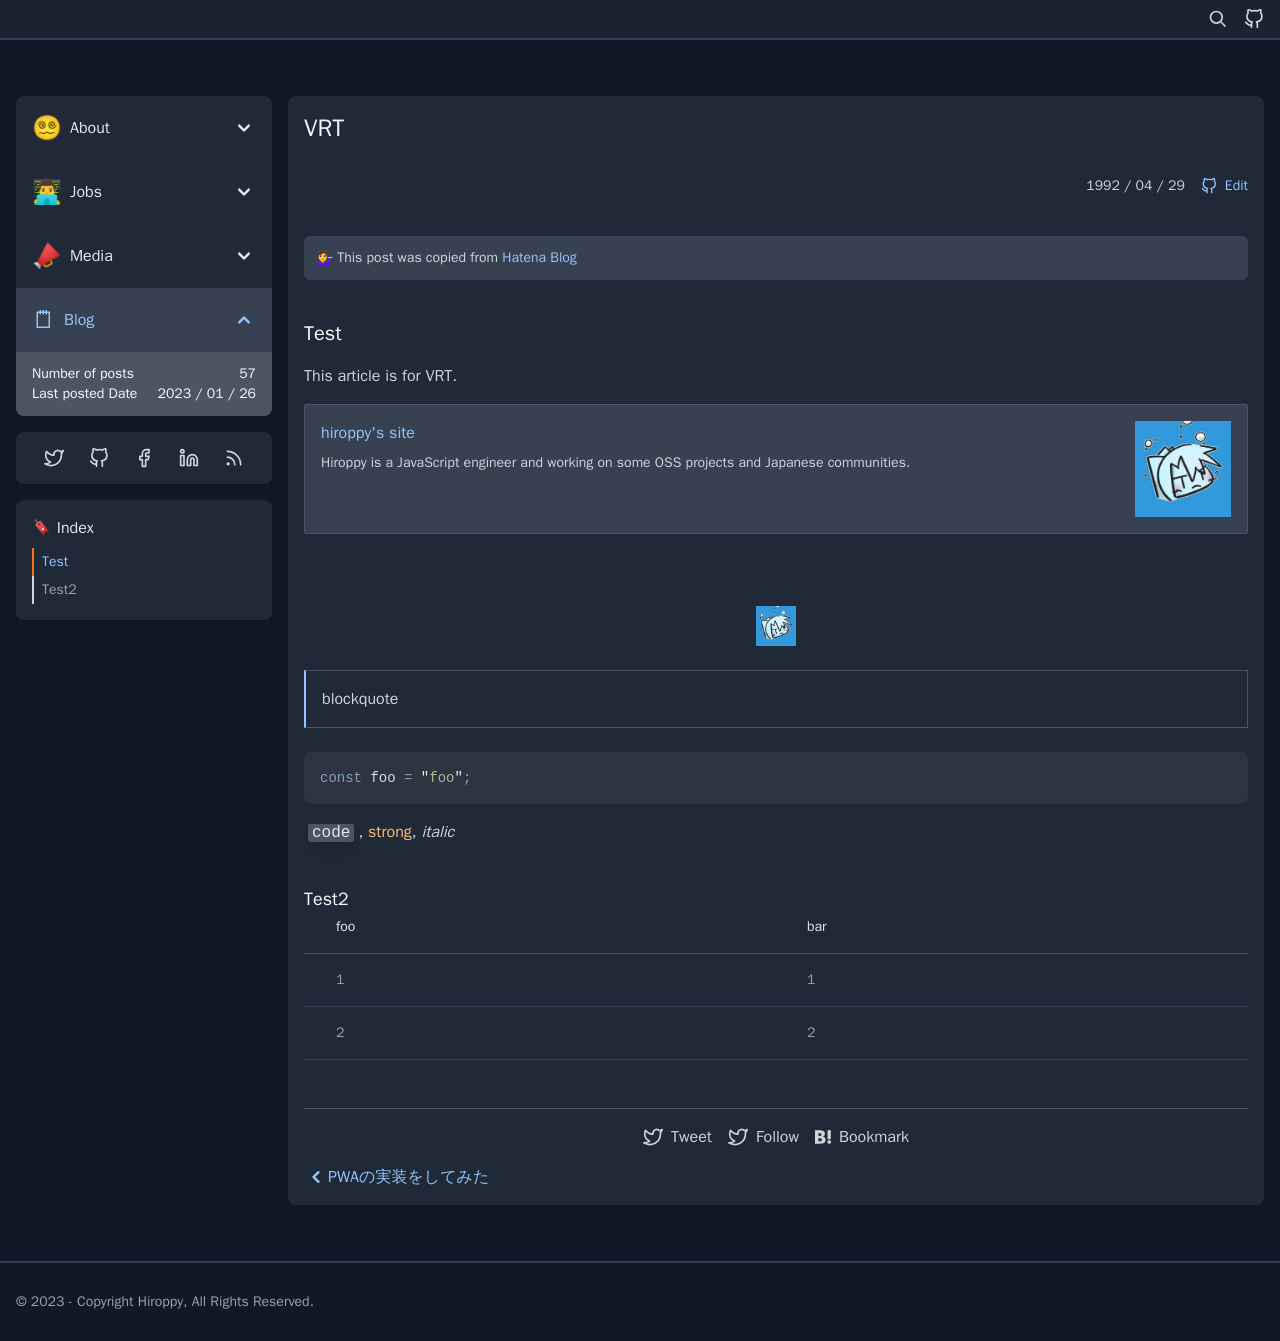 About
Jobs
Media
Blog
Number of posts 57
Last posted Date 2023 / 01 / 26
Index
Test
Test2
VRT
1992 / 04 / 29 Edit
This post was copied from Hatena Blog
Test
This article is for VRT.
hiroppy's site
Hiroppy is a JavaScript engineer and working on some OSS projects and Japanese communities.
blockquote
const foo = "foo";
code , strong, italic
Test2
foo bar
1 1
2 2
Tweet Follow B! Bookmark
PWAの実装をしてみた
© 2023 - Copyright Hiroppy, All Rights Reserved.